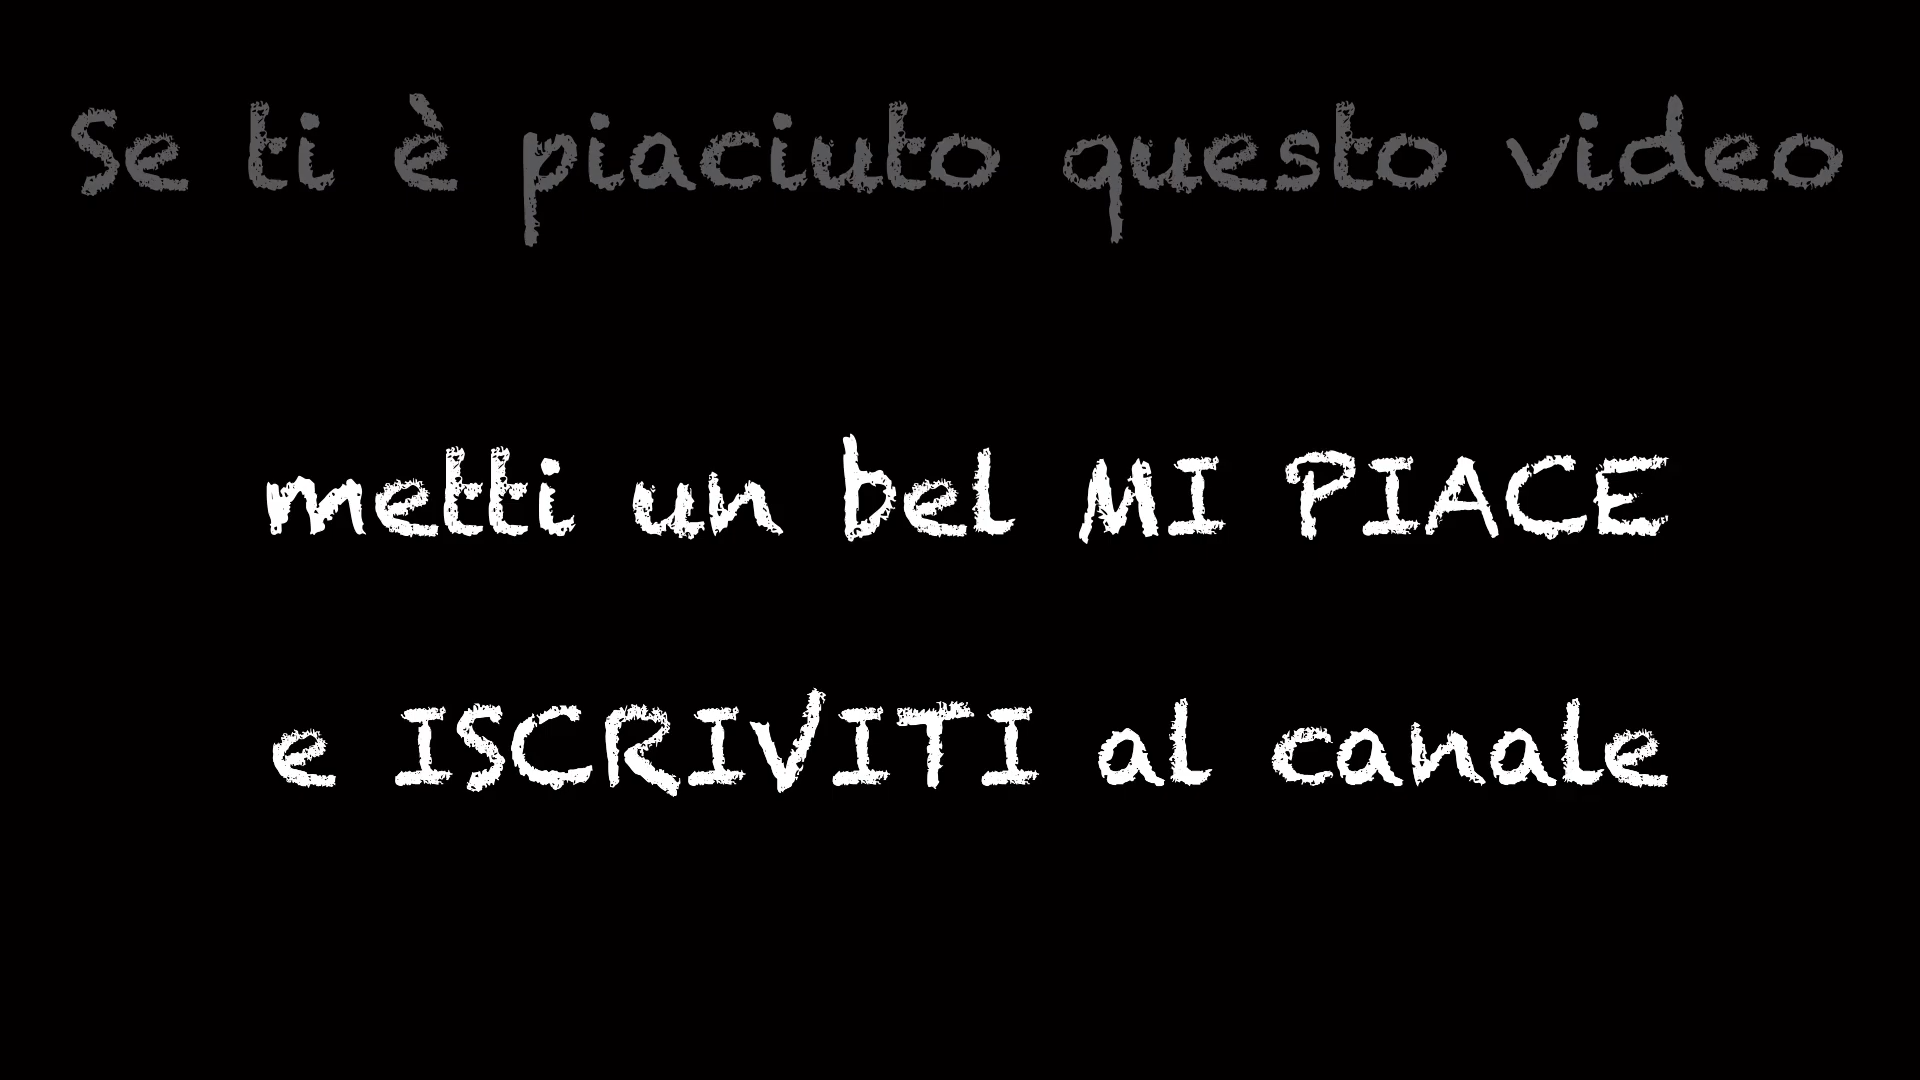 Se ti è piaciuto questo video
metti un bel MI PIACE
e ISCRIVITI al canale